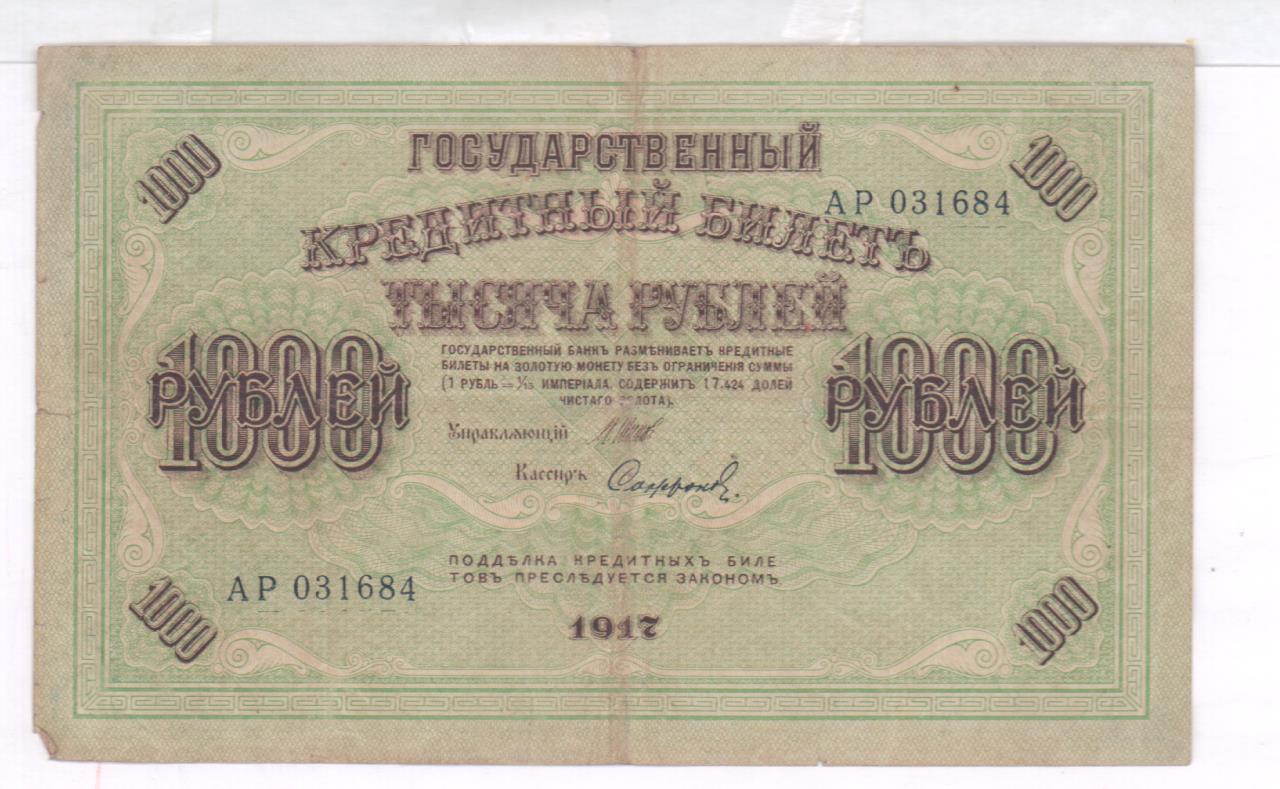 1000
1000
ГОСУДАРСТВЕННЫЙ
АР 031684
КРЕДИТНЫЙ БИЛЕТЪ
ТЫСЯЧА РУБЛЕЙ
1000 РУБЛЕЙ
1000 РУБЛЕЙ
ГОСУДАРСТВЕННЫЙ БАНКЪ РАЗМѢНИВАЕТЪ КРЕДИТНЫЕ
БИЛЕТЫ НА ЗОЛОТУЮ МОНЕТУ БЕЗЪ ОГРАНИЧЕНІЯ СУММЫ
(1 РУБЛЬ = 1/15 ИМПЕРІАЛА, СОДЕРЖИТЪ 17,424 ДОЛЕЙ
ЧИСТАГО ЗОЛОТА).
Управляющій
Кассиръ Софроновъ
ПОДДѢЛКА КРЕДИТНЫХЪ БИЛЕ
ТОВЪ ПРЕСЛѢДУЕТСЯ ЗАКОНОМЪ.
АР 031684
1917
1000
1000